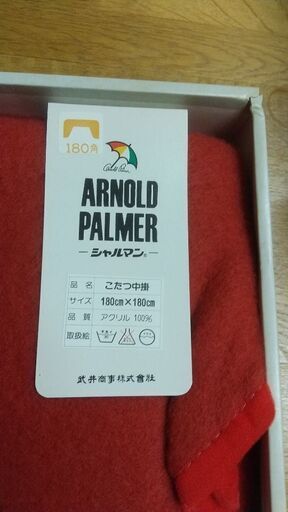 180角
Arnold Palmer
ARNOLD
PALMER
シャルマン®
品名 こたつ中掛
サイズ 180cm×180cm
品質 アクリル 100%
取扱絵
武井商事株式會社